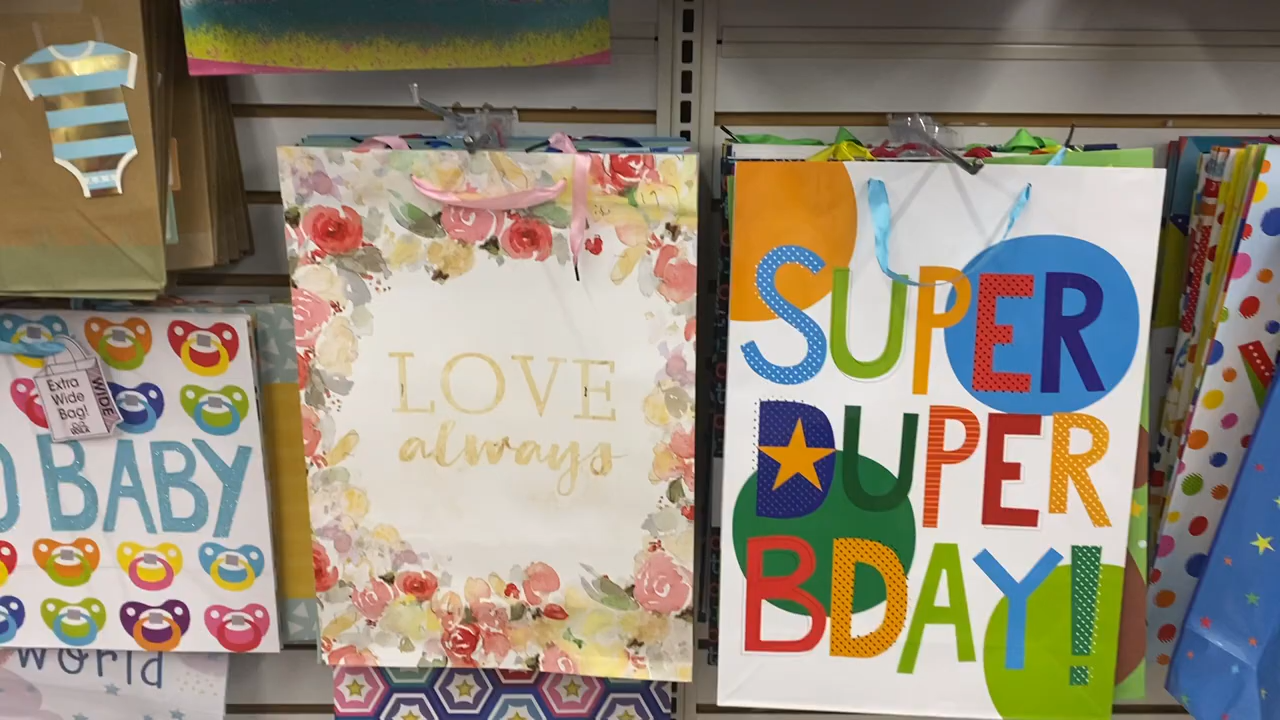 Extra
Wide
Bag!
WIDE
BABY
world
LOVE
always
SUPER
DUPER
BDAY!